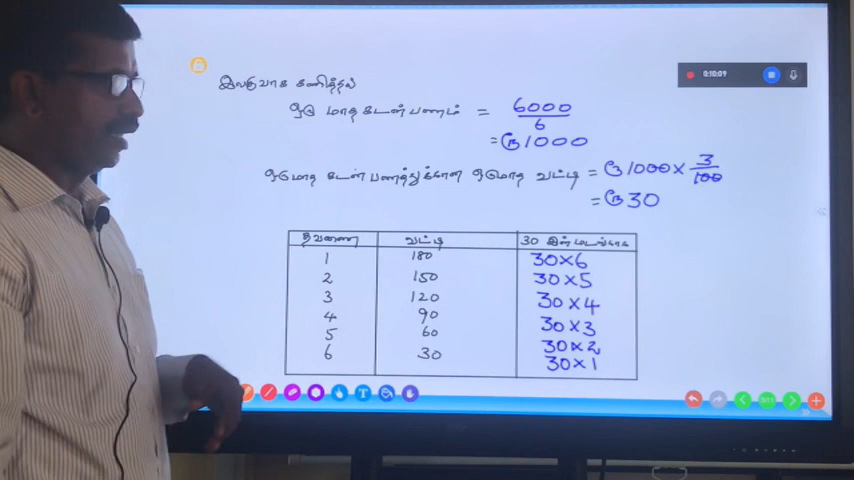 0:10:09
இலகுவாக கணித்தல்
ஒரு மாத கடன் பணம் = 6000/6
= ரூ1000
ஒருமாத கடன் பணத்துக்கான ஒருமாத வட்டி = ரூ1000 × 3/100
= ரூ30
தவணை வட்டி 30 இன் மடங்காக
1 180 30×6
2 150 30×5
3 120 30×4
4 90 30×3
5 60 30×2
6 30 30×1